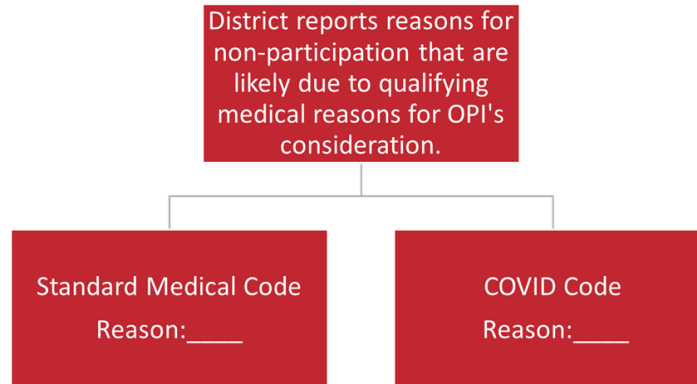 District reports reasons for
non-participation that are
likely due to qualifying
medical reasons for OPI's
consideration.
Standard Medical Code
Reason:____
COVID Code
Reason:____